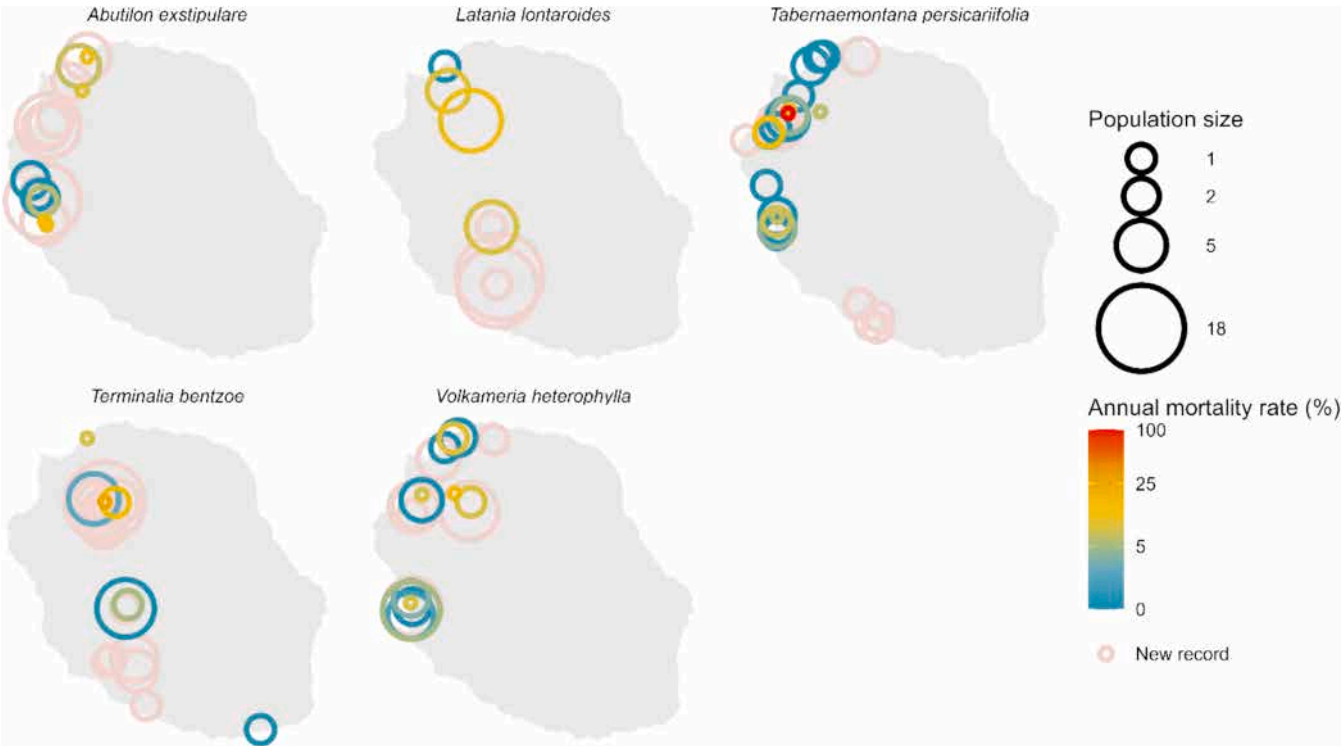 Abutilon exstipulare
Latania lontaroides
Tabernaemontana persicariifolia
Population size
1
2
5
18
Terminalia bentzoe
Volkameria heterophylla
Annual mortality rate (%)
100
25
5
0
New record